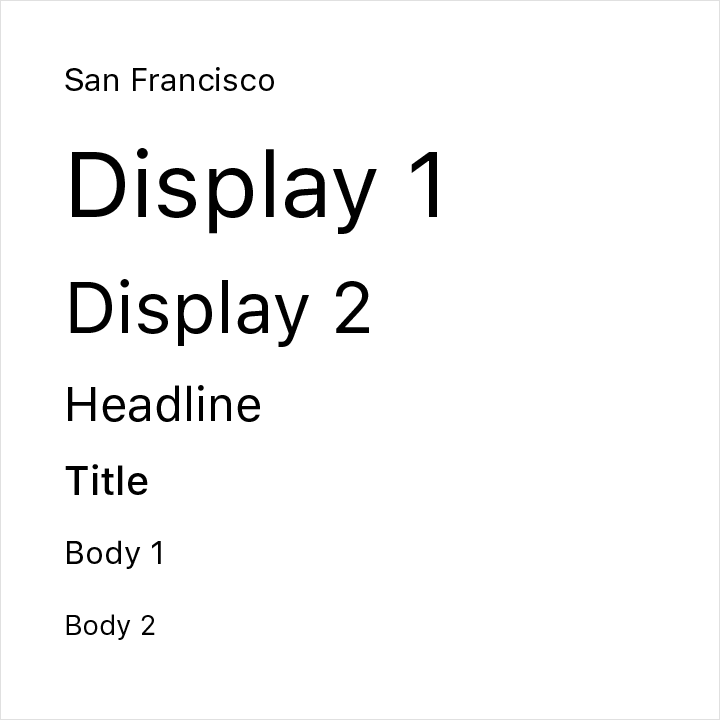 San Francisco
Display 1
Display 2
Headline
Title
Body 1
Body 2